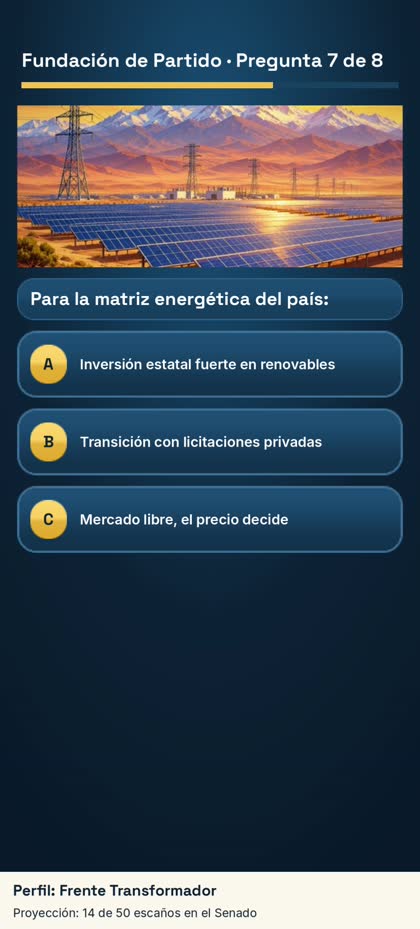 Fundación de Partido · Pregunta 7 de 8
Para la matriz energética del país:
A Inversión estatal fuerte en renovables
B Transición con licitaciones privadas
C Mercado libre, el precio decide
Perfil: Frente Transformador
Proyección: 14 de 50 escaños en el Senado